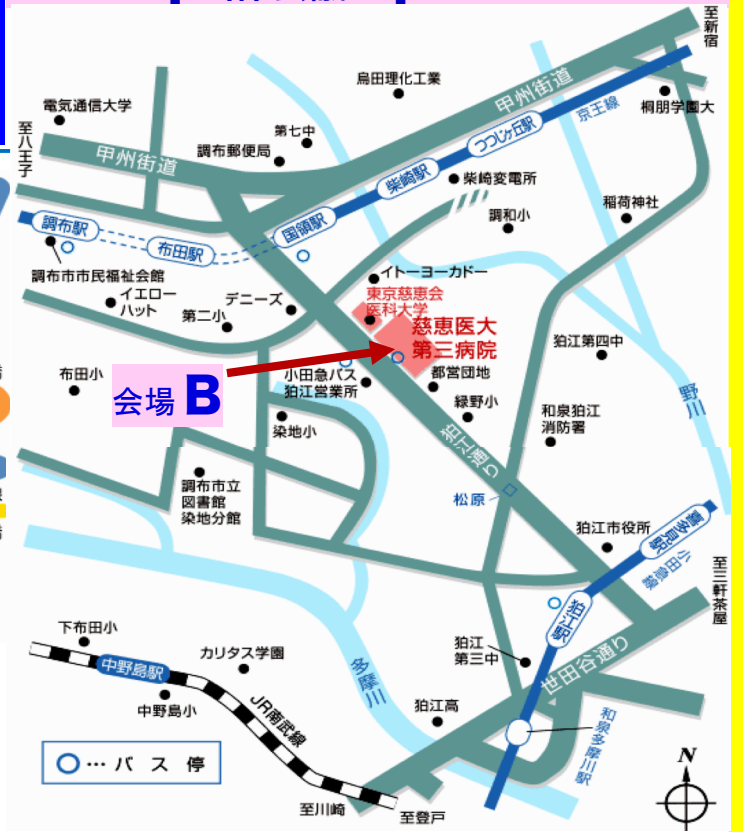 至新宿
烏田理化工業
甲州街道
京王線
桐朋学園大
電気通信大学
第七中
至八王子
甲州街道
調布郵便局
つつじヶ丘駅
柴崎駅
柴崎変電所
稲荷神社
調和小
調布駅
布田駅
国領駅
調布市市民福祉会館
イトーヨーカドー
イエロー
ハット
デニーズ
第二小
東京慈恵会
医科大学
慈恵医大
第三病院
狛江第四中
布田小
会場 B
小田急バス
狛江営業所
都営団地
緑野小
野川
染地小
和泉狛江
消防署
狛江通り
調布市立
図書館
染地分館
松原
狛江市役所
喜多見駅
小田急線
至三軒茶屋
狛江駅
下布田小
カリタス学園
狛江
第三中
世田谷通り
中野島駅
多摩川
中野島小
JR南武線
狛江高
和泉多摩川駅
…バス停
N
至川崎
至登戸